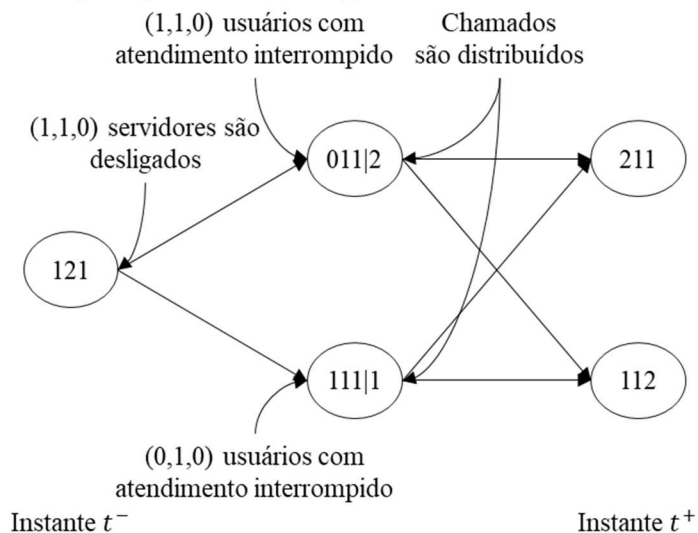 (1,1,0) usuários com
atendimento interrompido
Chamados
são distribuídos
(1,1,0) servidores são
desligados
011|2
211
121
111|1
112
(0,1,0) usuários com
atendimento interrompido
Instante t⁻
Instante t⁺